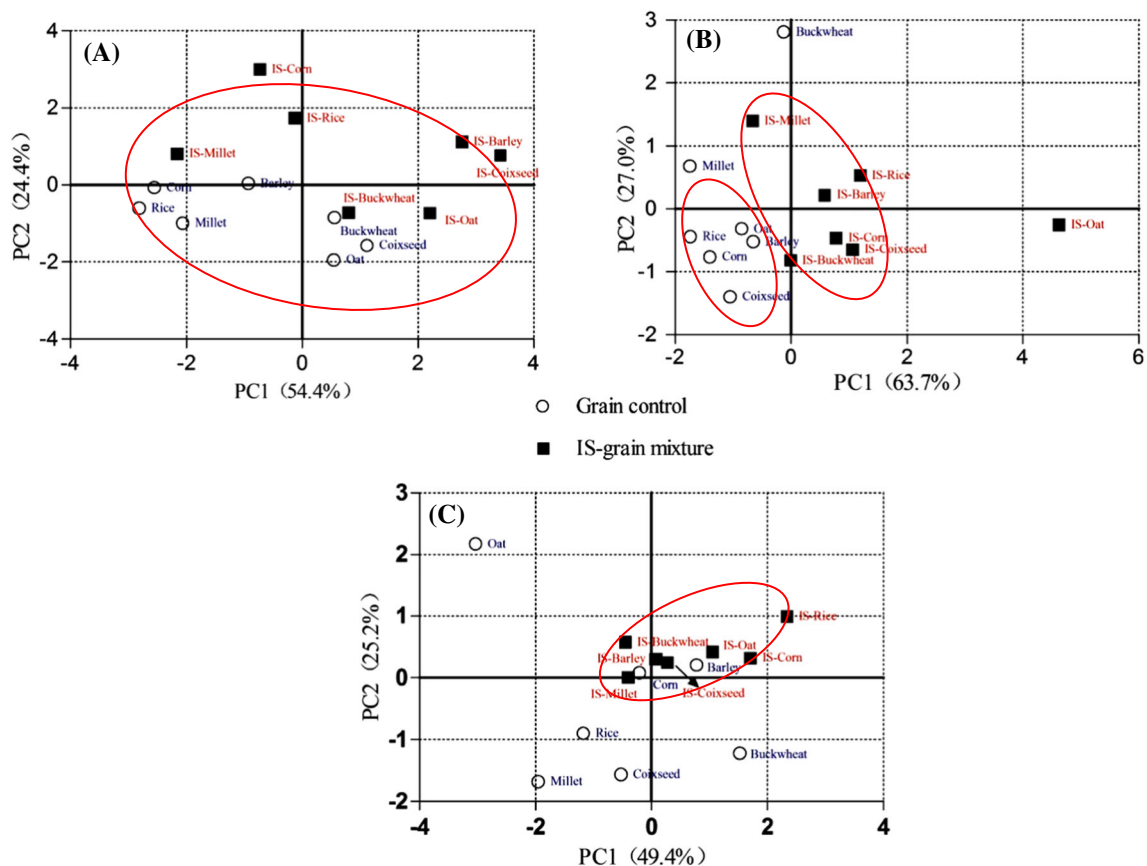 (A)
4
2
0
-2
-4
PC2 (24.4%)
IS-Corn
IS-Rice
IS-Barley
IS-Millet
IS-Coixseed
Corn
Barley
Rice
Millet
IS-Buckwheat
IS-Oat
Buckwheat
Coixseed
Oat
-4
-2
0
2
4
PC1 (54.4%)
(B)
3
2
1
0
-1
-2
PC2 (27.0%)
Buckwheat
IS-Millet
Millet
IS-Rice
IS-Barley
Oat
IS-Oat
Rice
Barley
IS-Corn
Corn
IS-Coixseed
IS-Buckwheat
Coixseed
-2
0
2
4
6
PC1 (63.7%)
Grain control
IS-grain mixture
(C)
3
2
1
0
-1
-2
PC2 (25.2%)
Oat
IS-Rice
IS-Buckwheat
IS-Oat
IS-Barley
Barley
IS-Corn
IS-Millet
Corn
IS-Coixseed
Rice
Buckwheat
Millet
Coixseed
-4
-2
0
2
4
PC1 (49.4%)